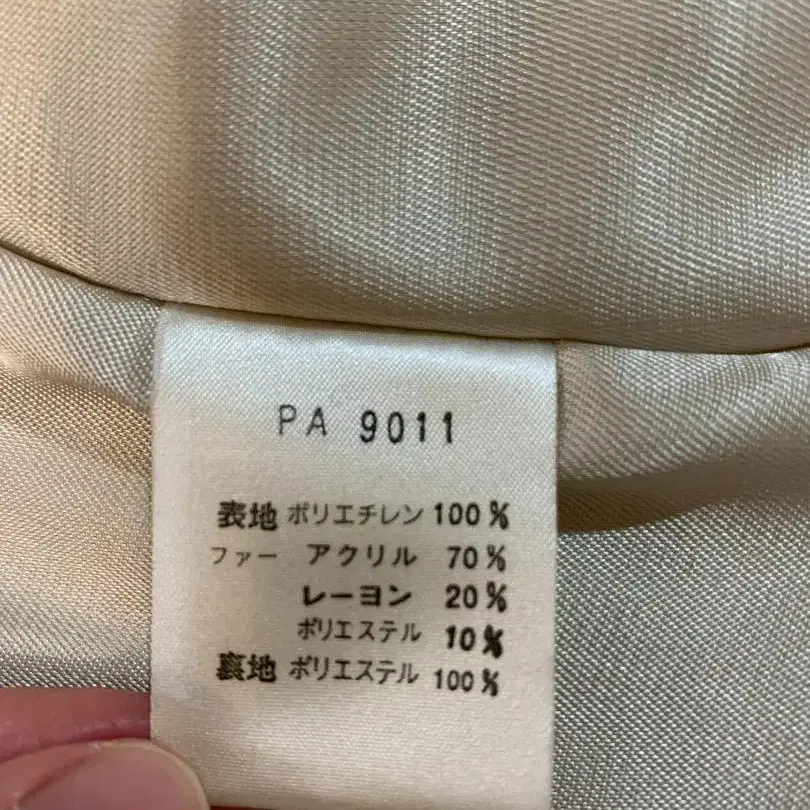 PA 9011
表地 ポリエチレン 100%
ファー アクリル 70%
レーヨン 20%
ポリエステル 10%
裏地 ポリエステル 100%